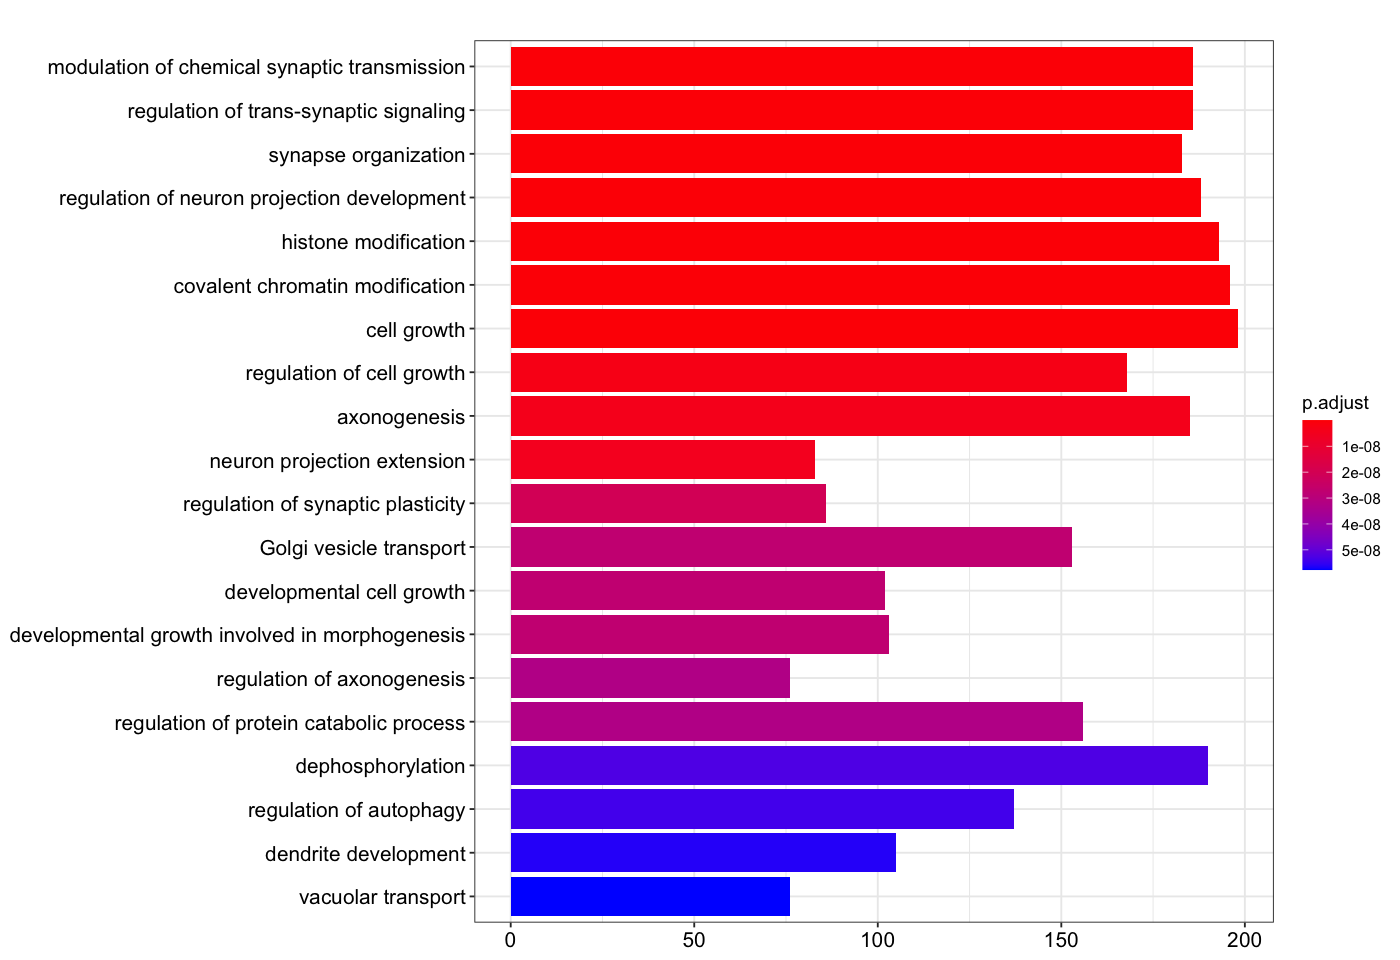 modulation of chemical synaptic transmission
regulation of trans-synaptic signaling
synapse organization
regulation of neuron projection development
histone modification
covalent chromatin modification
cell growth
regulation of cell growth
axonogenesis
neuron projection extension
regulation of synaptic plasticity
Golgi vesicle transport
developmental cell growth
developmental growth involved in morphogenesis
regulation of axonogenesis
regulation of protein catabolic process
dephosphorylation
regulation of autophagy
dendrite development
vacuolar transport
0 50 100 150 200
p.adjust
1e-08
2e-08
3e-08
4e-08
5e-08